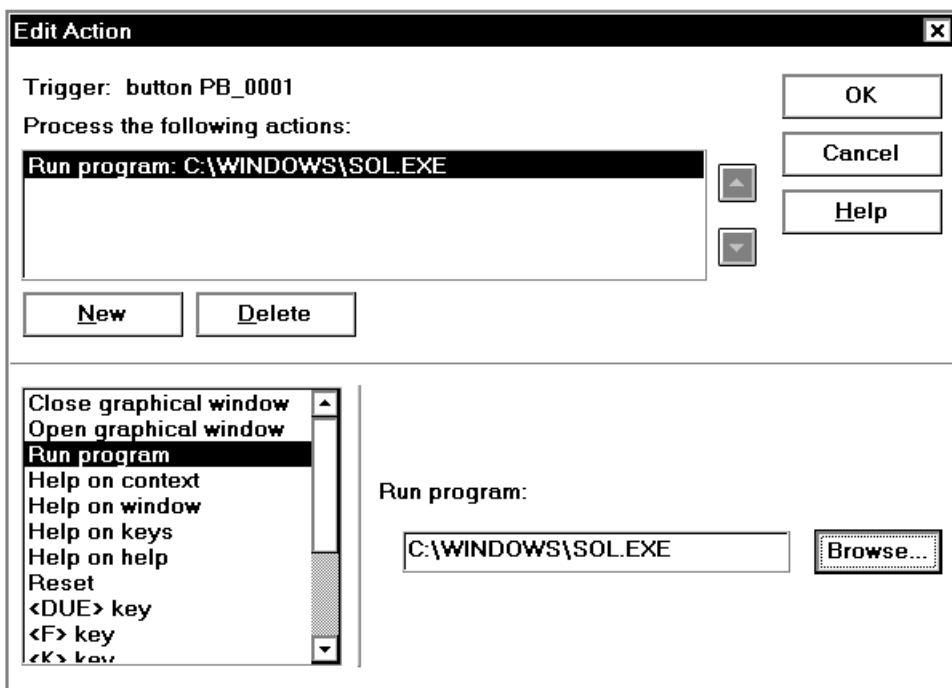 Edit Action
Trigger: button PB_0001
Process the following actions:
Run program: C:\WINDOWS\SOL.EXE
OK
Cancel
Help
New
Delete
Close graphical window
Open graphical window
Run program
Help on context
Help on window
Help on keys
Help on help
Reset
<DUE> key
<F> key
<K> key
Run program:
C:\WINDOWS\SOL.EXE
Browse...